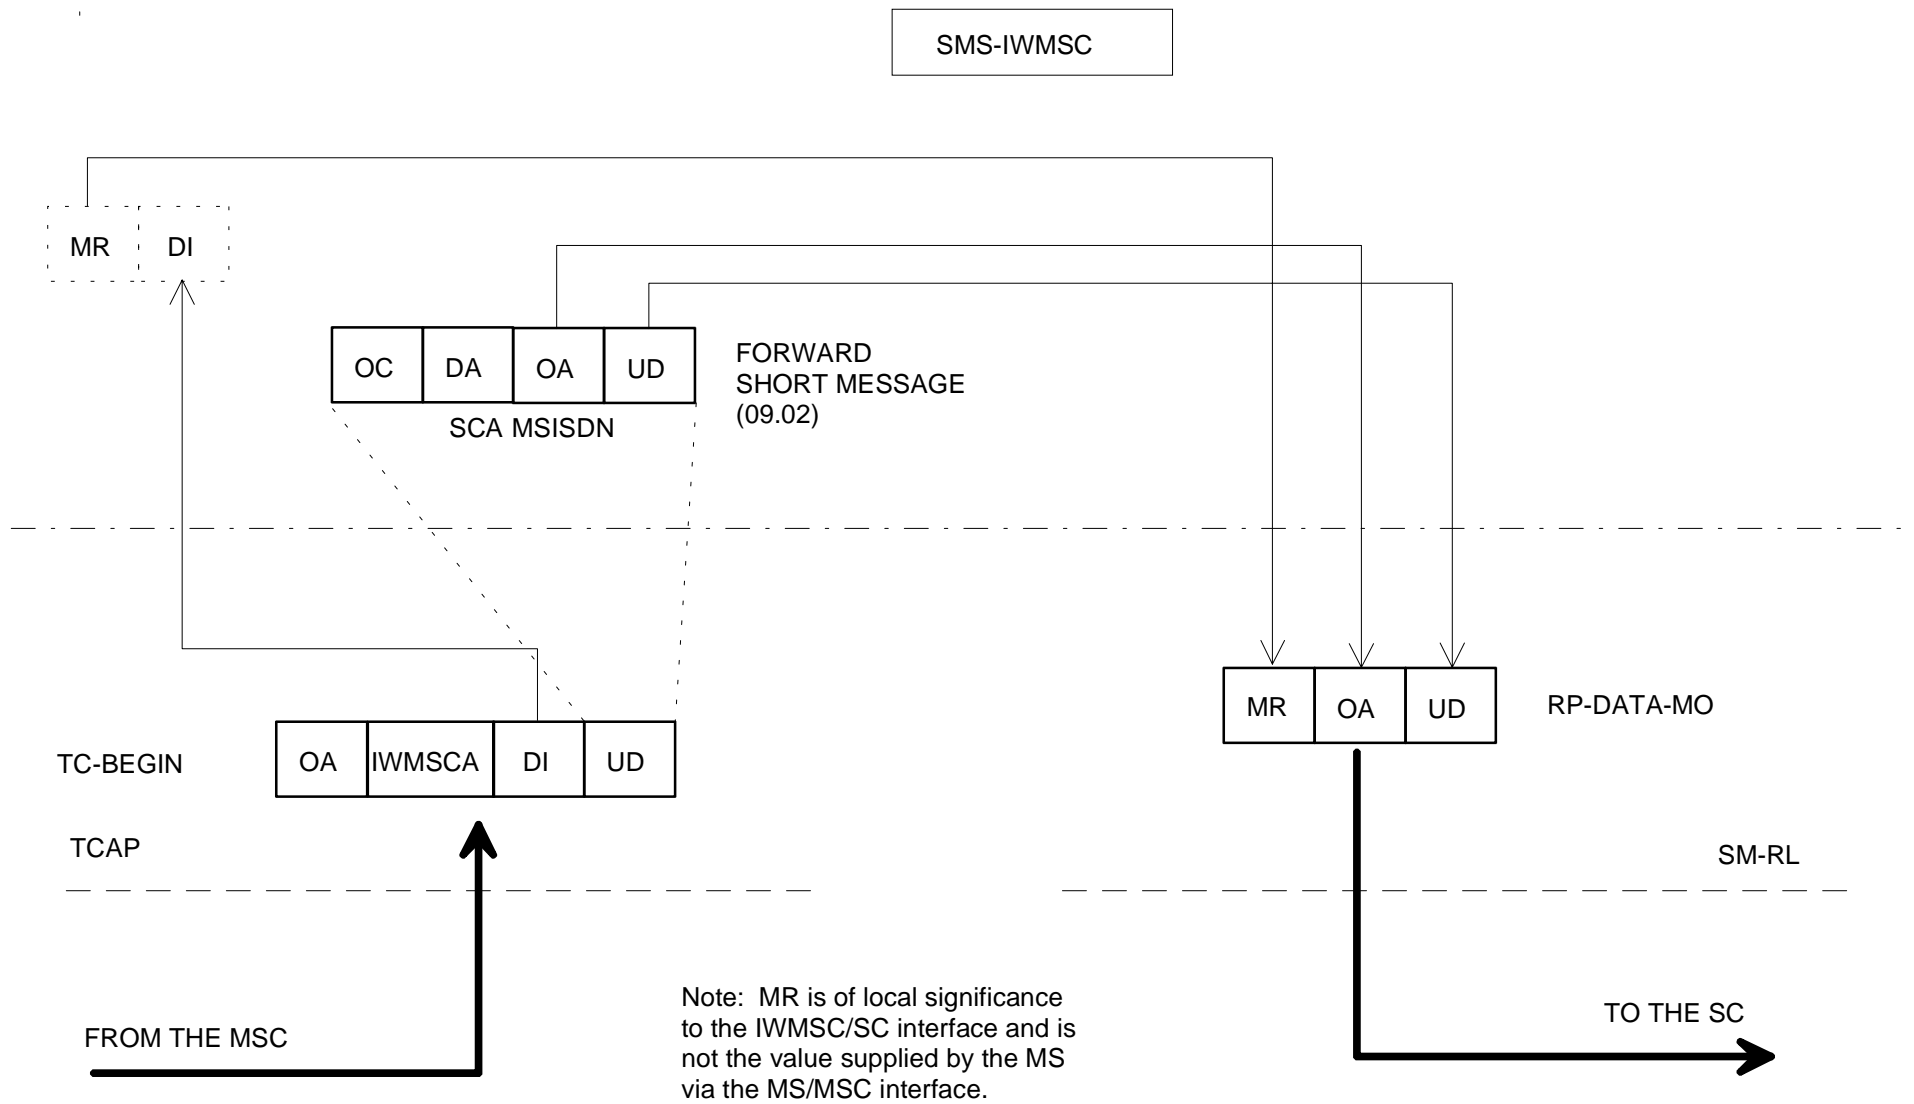 SMS-IWMSC
MR DI
OC DA OA UD
SCA MSISDN
FORWARD
SHORT MESSAGE
(09.02)
MR OA UD
RP-DATA-MO
TC-BEGIN
OA IWMSCA DI UD
TCAP
SM-RL
FROM THE MSC
Note: MR is of local significance
to the IWMSC/SC interface and is
not the value supplied by the MS
via the MS/MSC interface.
TO THE SC